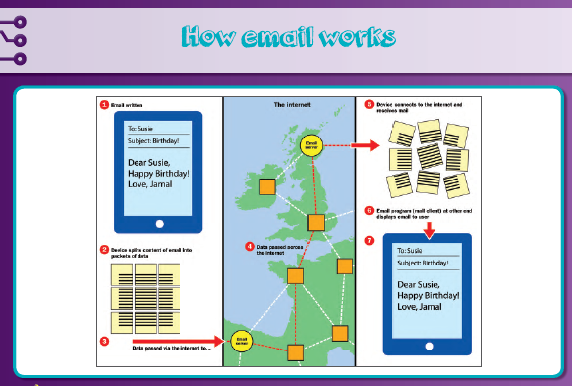 How email works
1 Email written
To: Susie
Subject: Birthday!
Dear Susie,
Happy Birthday!
Love, Jamal
2 Device splits content of email into
packets of data
3
Data passed via the internet to...
The internet
Email
server
4 Data passed across
the internet
Email
server
5 Device connects to the internet and
receives mail
6 Email program (mail client) at other end
displays email to user
7
To: Susie
Subject: Birthday!
Dear Susie,
Happy Birthday!
Love, Jamal